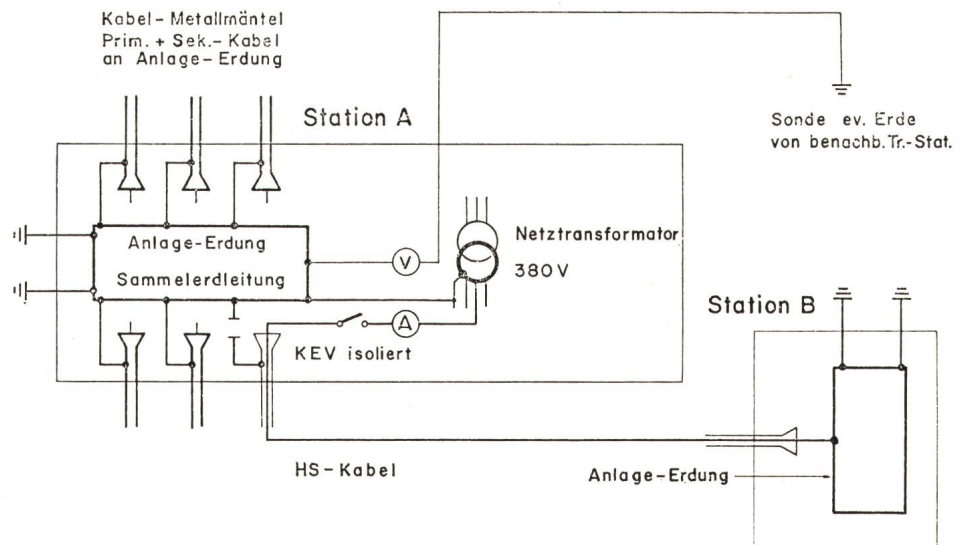 Kabel-Metallmäntel
Prim. + Sek.- Kabel
an Anlage-Erdung
Station A
Sonde ev. Erde
von benachb. Tr.-Stat.
Anlage-Erdung
Sammelerdleitung
V
Netztransformator
380V
A
KEV isoliert
Station B
HS-Kabel
Anlage-Erdung